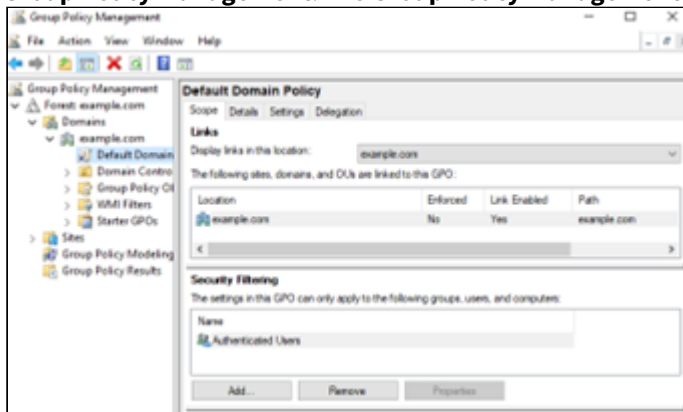 Group Policy Management
File Action View Window Help
Group Policy Management
Forest: example.com
Domains
example.com
Default Domain
Domain Contro
Group Policy Ol
WMI Filters
Starter GPOs
Sites
Group Policy Modeling
Group Policy Results
Default Domain Policy
Scope Details Settings Delegation
Links
Display links in this location: example.com
The following sites, domains, and OUs are linked to this GPO:
Location Enforced Link Enabled Path
example.com No Yes example.com
Security Filtering
The settings in this GPO can only apply to the following groups, users, and computers:
Name
Authenticated Users
Add... Remove Properties